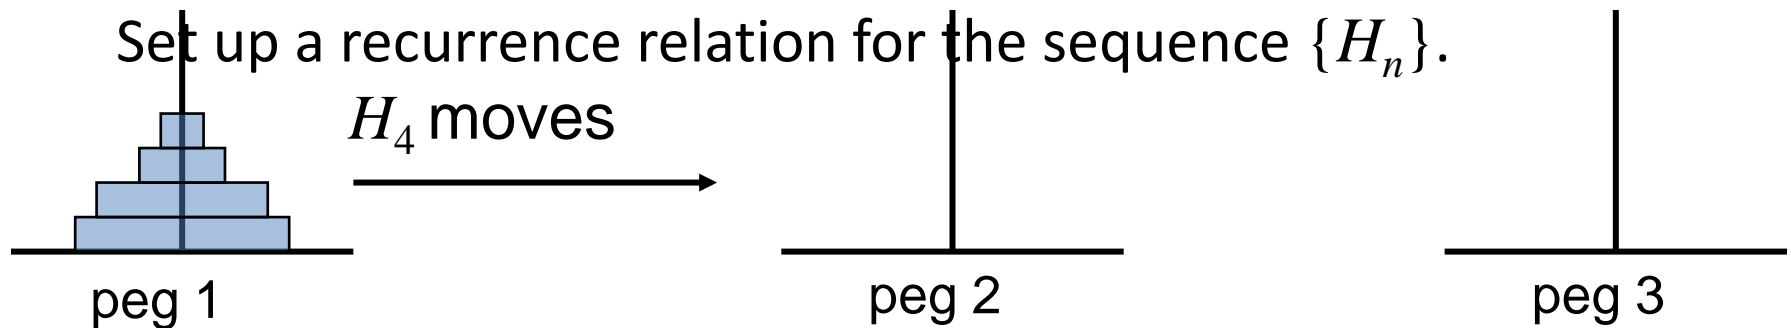 Set up a recurrence relation for the sequence {Hₙ}.
H₄ moves
peg 1
peg 2
peg 3